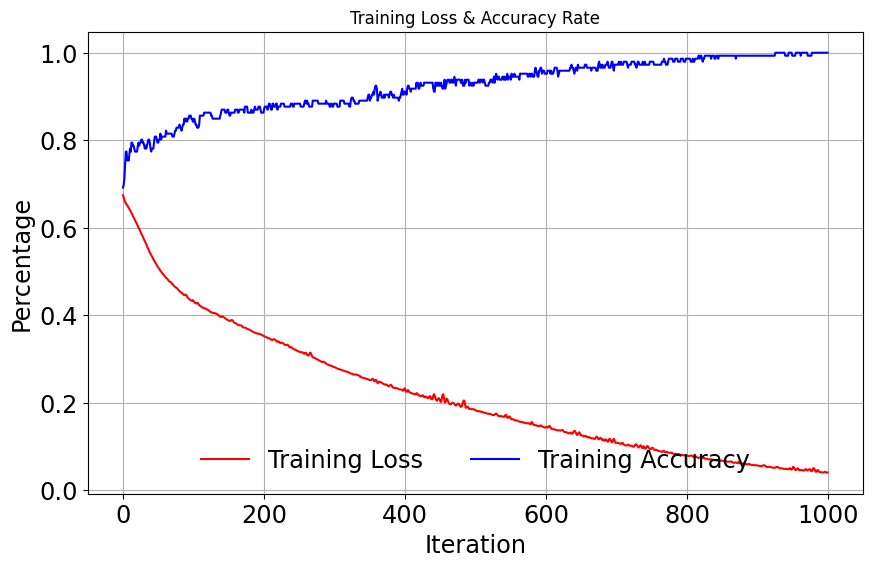 Training Loss & Accuracy Rate
1.0
0.8
0.6
0.4
0.2
0.0
Percentage
Training Loss
Training Accuracy
0 200 400 600 800 1000
Iteration